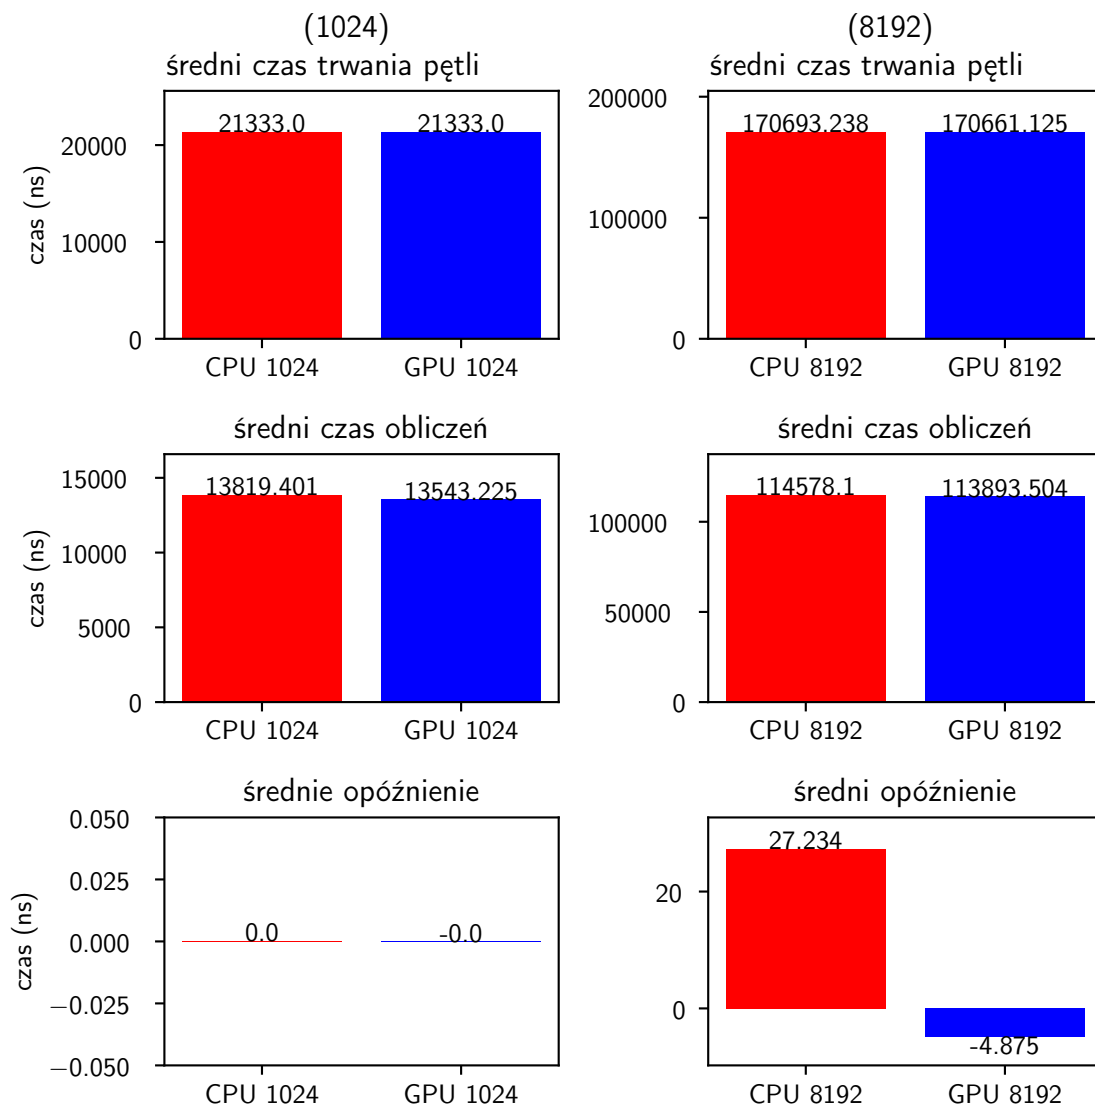 (1024)
średni czas trwania pętli
(8192)
średni czas trwania pętli
czas (ns)
20000
10000
0
21333.0
21333.0
CPU 1024
GPU 1024
200000
100000
0
170693.238
170661.125
CPU 8192
GPU 8192
średni czas obliczeń
czas (ns)
15000
10000
5000
0
13819.401
13543.225
CPU 1024
GPU 1024
średni czas obliczeń
100000
50000
0
114578.1
113893.504
CPU 8192
GPU 8192
średnie opóźnienie
czas (ns)
0.050
0.025
0.000
−0.025
−0.050
0.0
-0.0
CPU 1024
GPU 1024
średni opóźnienie
20
0
27.234
-4.875
CPU 8192
GPU 8192